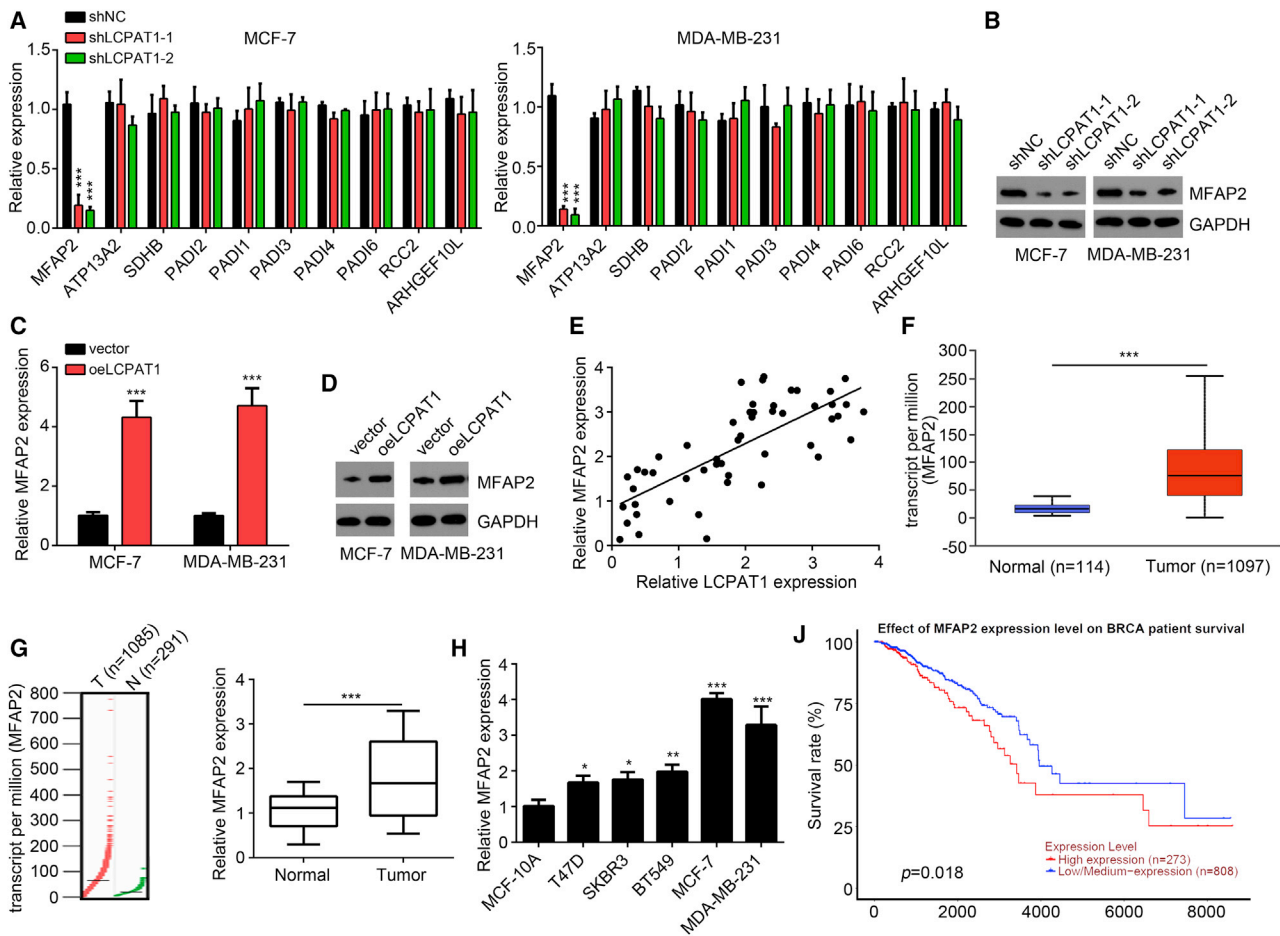 A
shNC
shLCPAT1-1
shLCPAT1-2
MCF-7
Relative expression
1.5
1.0
0.5
0.0
***
***
MFAP2
ATP13A2
SDHB
PADI2
PADI1
PADI3
PADI4
PADI6
RCC2
ARHGEF10L
MDA-MB-231
Relative expression
1.5
1.0
0.5
0.0
***
***
MFAP2
ATP13A2
SDHB
PADI2
PADI1
PADI3
PADI4
PADI6
RCC2
ARHGEF10L
B
shNC
shLCPAT1-1
shLCPAT1-2
shNC
shLCPAT1-1
shLCPAT1-2
MFAP2
GAPDH
MCF-7 MDA-MB-231
C
vector
oeLCPAT1
Relative MFAP2 expression
6
4
2
0
***
***
MCF-7 MDA-MB-231
D
vector
oeLCPAT1
vector
oeLCPAT1
MFAP2
GAPDH
MCF-7 MDA-MB-231
E
Relative MFAP2 expression
4
3
2
1
0
0 1 2 3 4
Relative LCPAT1 expression
F
transcript per million
(MFAP2)
300
250
200
150
100
50
0
-50
***
Normal (n=114) Tumor (n=1097)
G
T (n=1085)
N (n=291)
transcript per million (MFAP2)
800
700
600
500
400
300
200
100
0
Relative MFAP2 expression
4
3
2
1
0
***
Normal Tumor
H
Relative MFAP2 expression
5
4
3
2
1
0
*
*
**
***
***
MCF-10A
T47D
SKBR3
BT549
MCF-7
MDA-MB-231
J
Effect of MFAP2 expression level on BRCA patient survival
Survival rate (%)
100
75
50
25
0
p=0.018
Expression Level
High expression (n=273)
Low/Medium-expression (n=808)
0 2000 4000 6000 8000